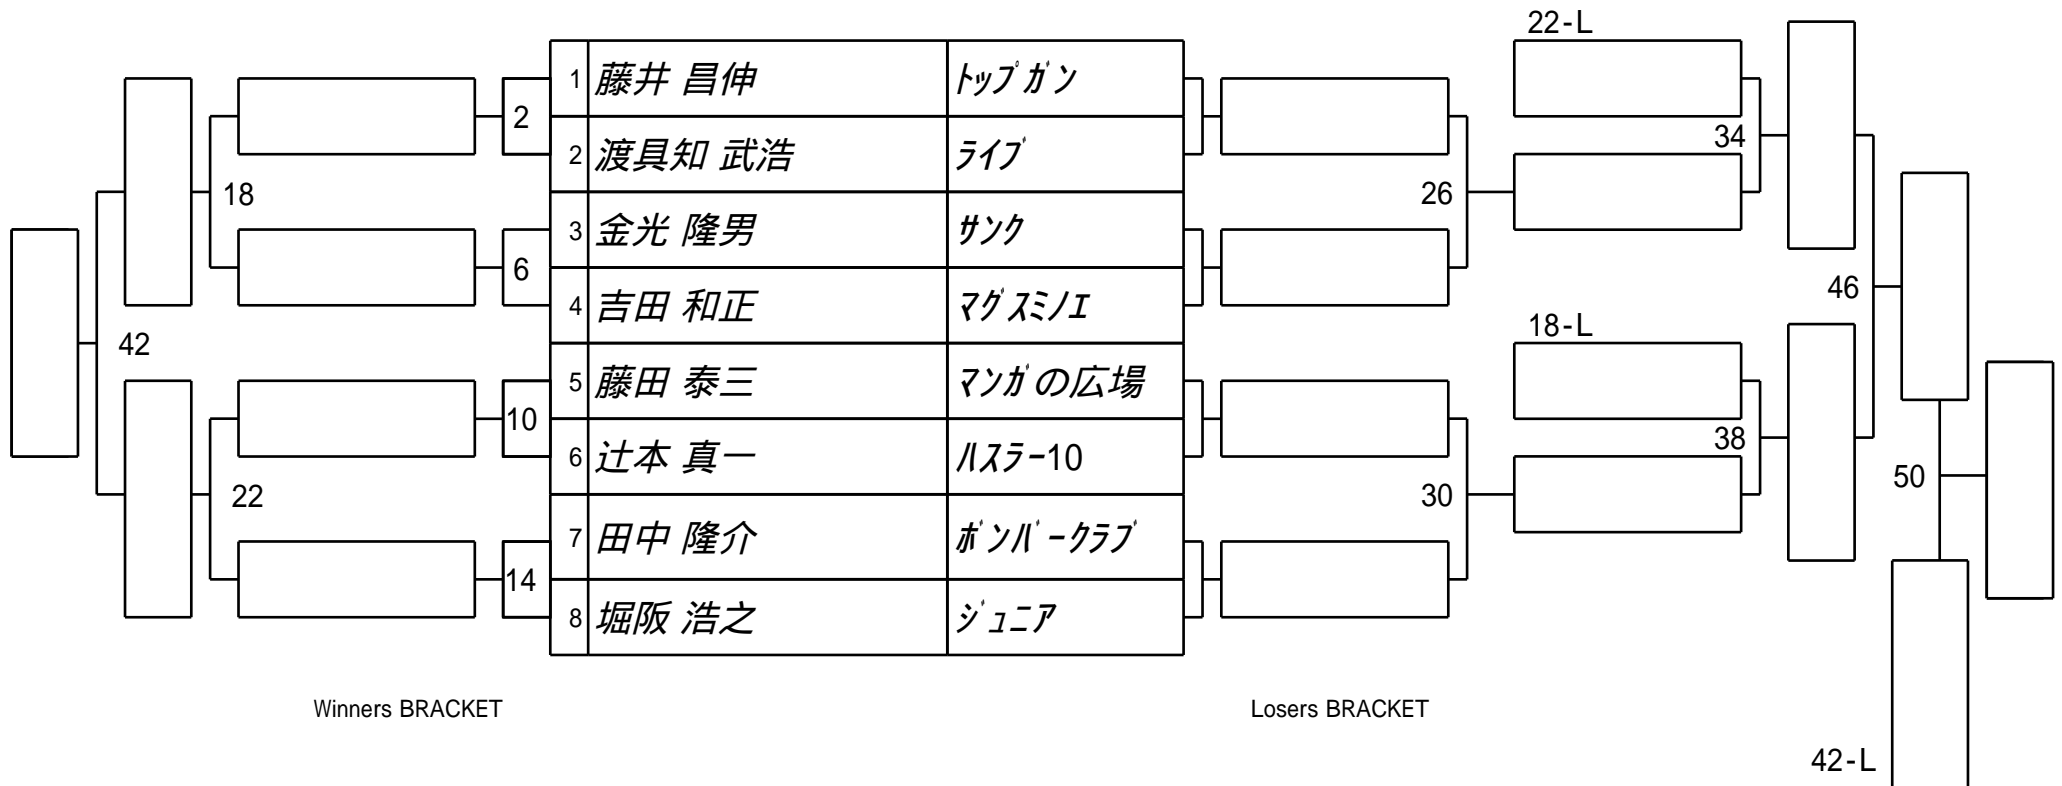 22-L
1 藤井 昌伸 トップガン
2
34
2 渡具知 武浩 ライブ
18
26
3 金光 隆男 サンク
6
46
4 吉田 和正 マグスミノエ
18-L
42
5 藤田 泰三 マンガの広場
10
38
6 辻本 真一 ハスラー10
50
22
30
7 田中 隆介 ボンバークラブ
14
8 堀阪 浩之 ジュニア
Winners BRACKET
Losers BRACKET
42-L